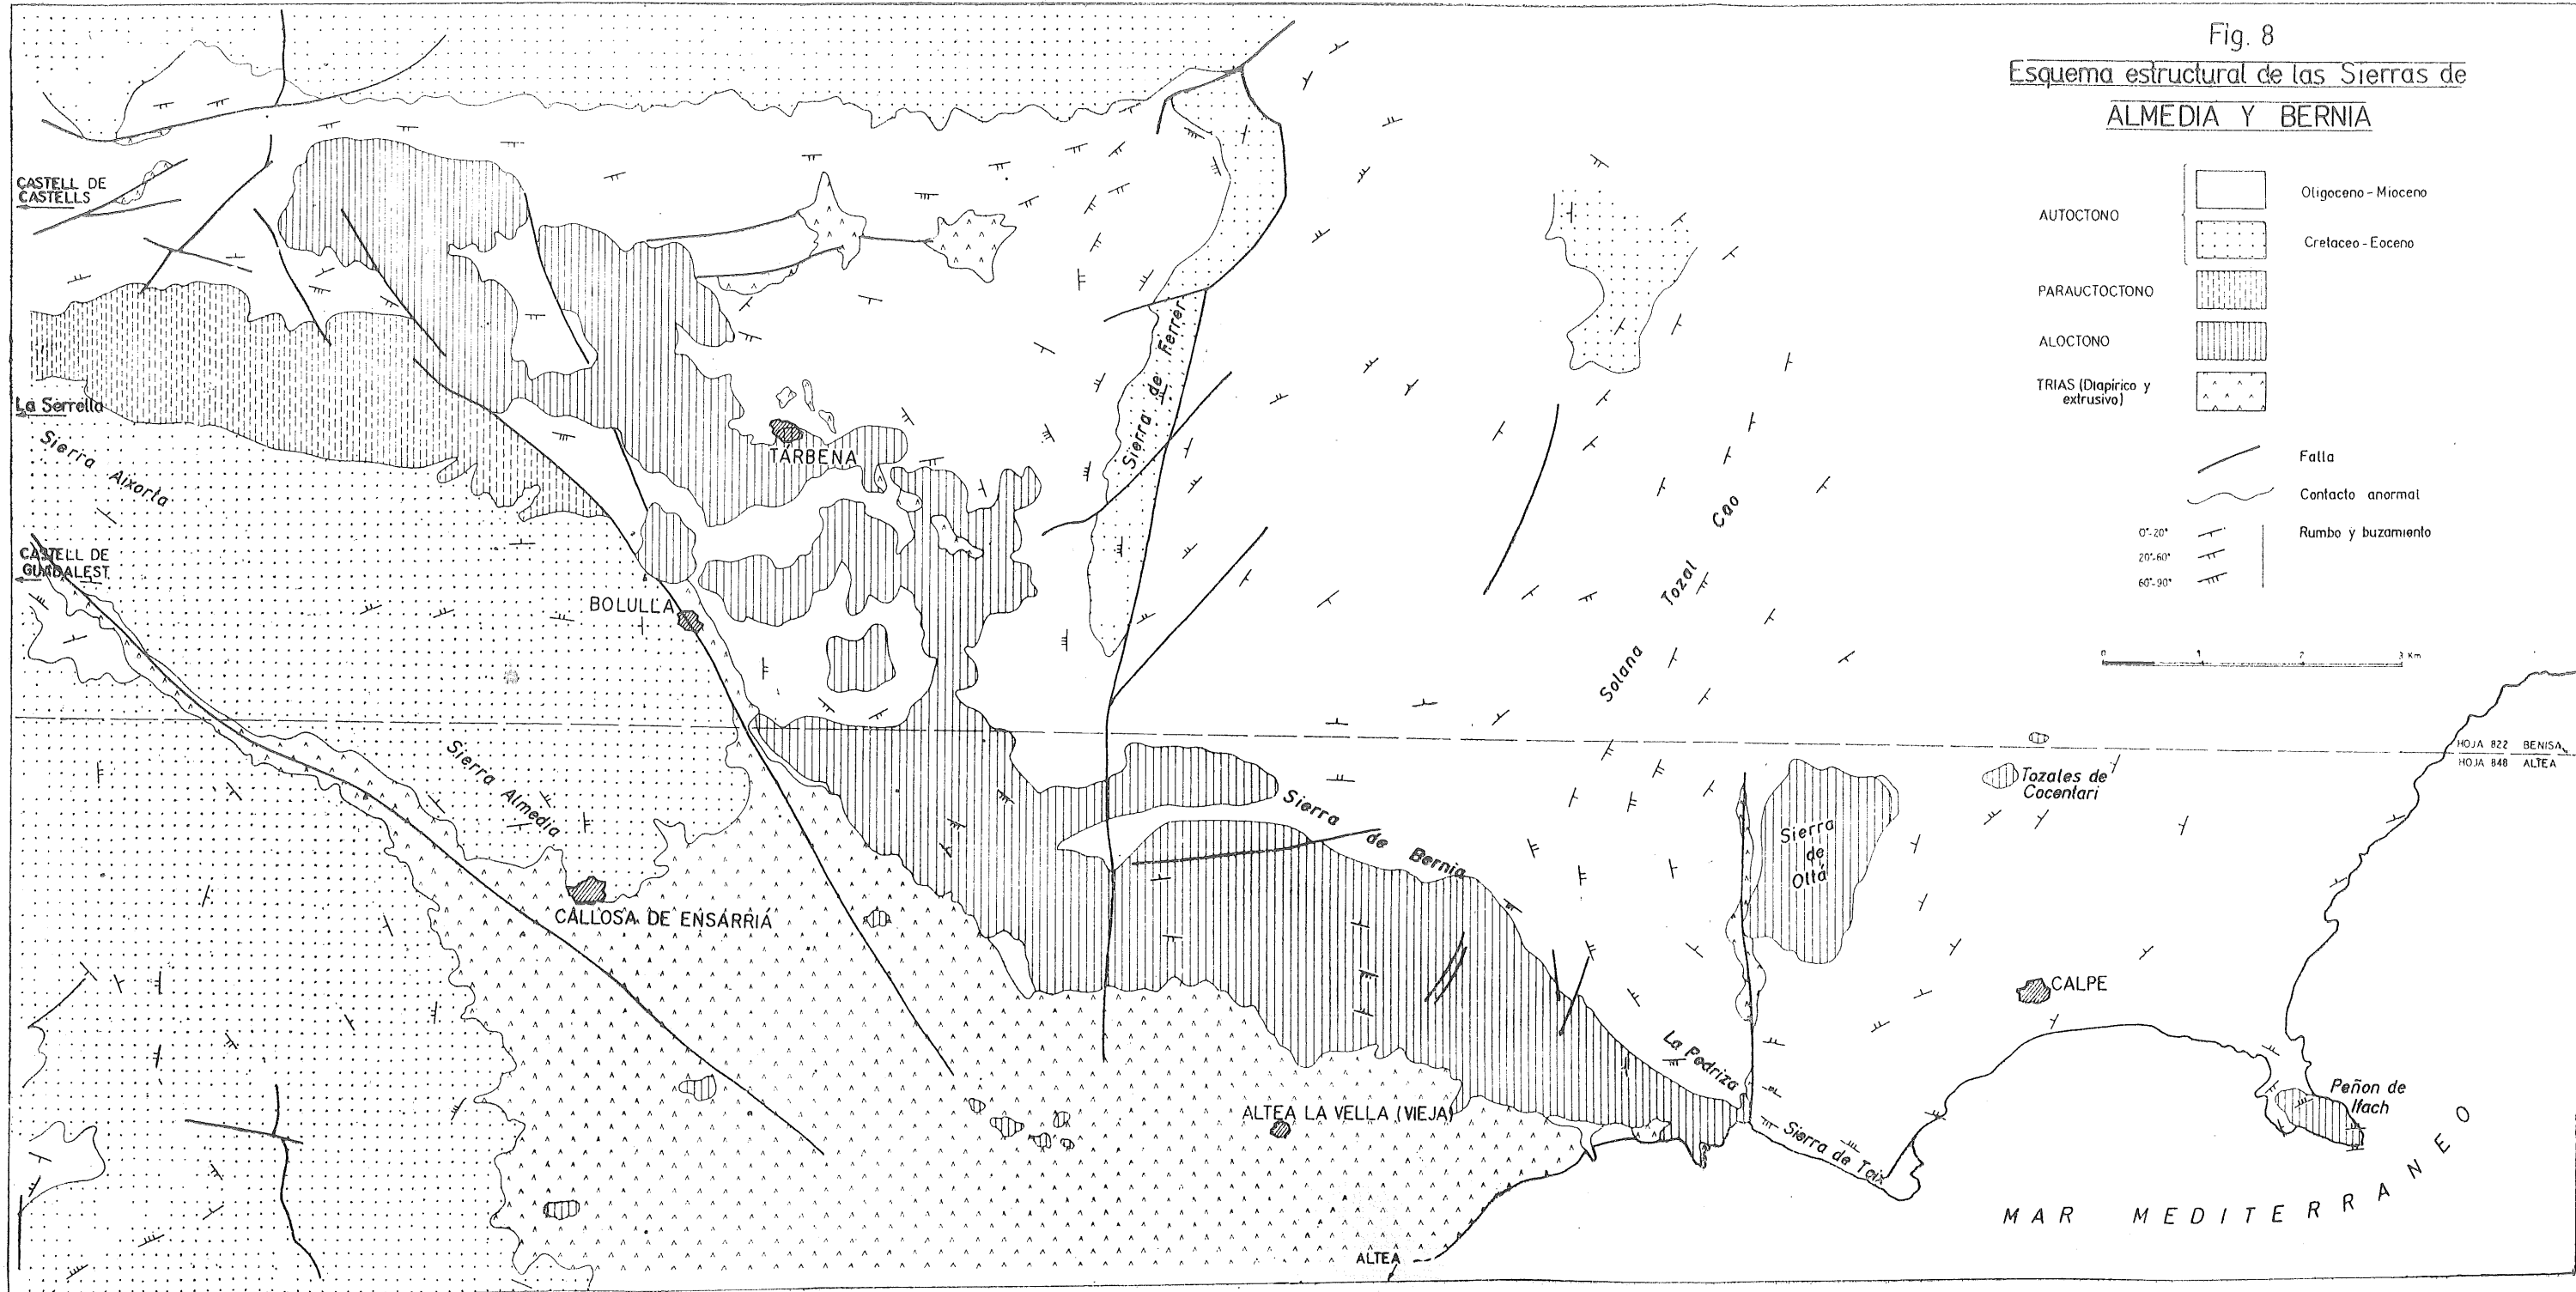 Fig. 8
Esquema estructural de las Sierras de
ALMEDIA Y BERNIA
AUTOCTONO
Oligoceno - Mioceno
Cretaceo - Eoceno
PARAUCTOCTONO
ALOCTONO
TRIAS (Diapírico y
extrusivo)
Falla
Contacto anormal
0°-20°
Rumbo y buzamiento
20°-60°
60°-90°
0 1 2 3 Km
CASTELL DE
CASTELLS
La Serrella
Sierra Aixorta
CASTELL DE
GUADALEST
TÁRBENA
Sierra de Ferrer
BOLULLA
Solana Tozal Cao
HOJA 822 BENISA
HOJA 848 ALTEA
Sierra Almedia
Sierra de Bernia
Tozales de
Cocentari
Sierra
de
Oltá
CALLOSA DE ENSARRIÁ
CALPE
La Pedriza
ALTEA LA VELLA (VIEJA)
Peñon de
Ifach
Sierra de Toix
MAR MEDITERRANEO
ALTEA